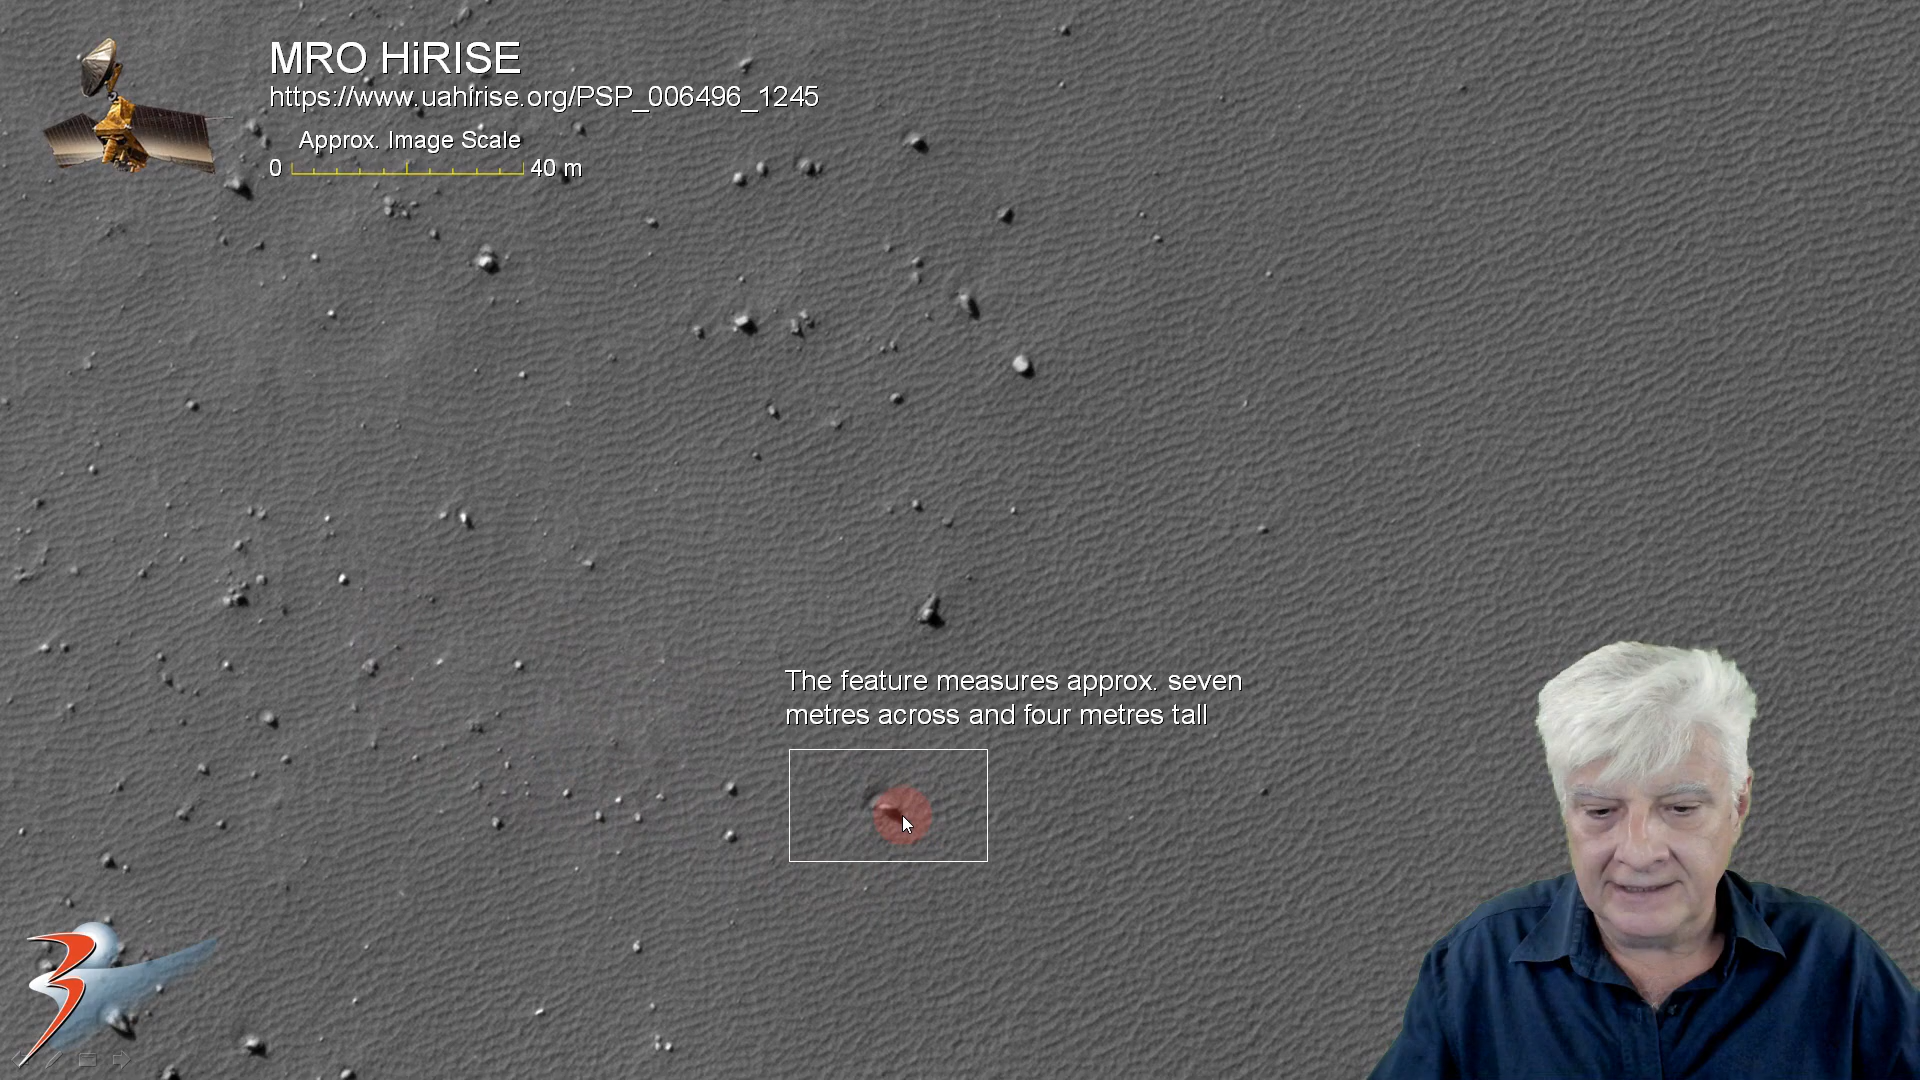 MRO HiRISE
https://www.uahirise.org/PSP_006496_1245
Approx. Image Scale
0 40 m
The feature measures approx. seven
metres across and four metres tall